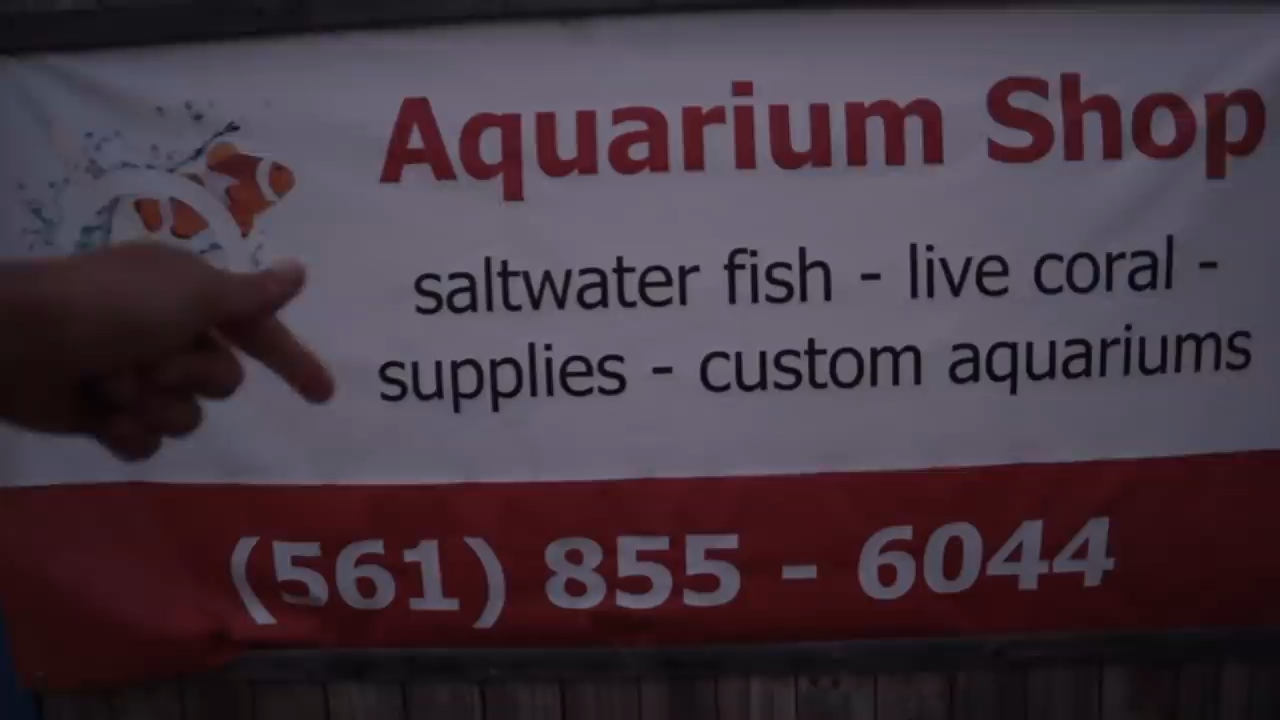 Aquarium Shop
saltwater fish - live coral -
supplies - custom aquariums
(561) 855 - 6044